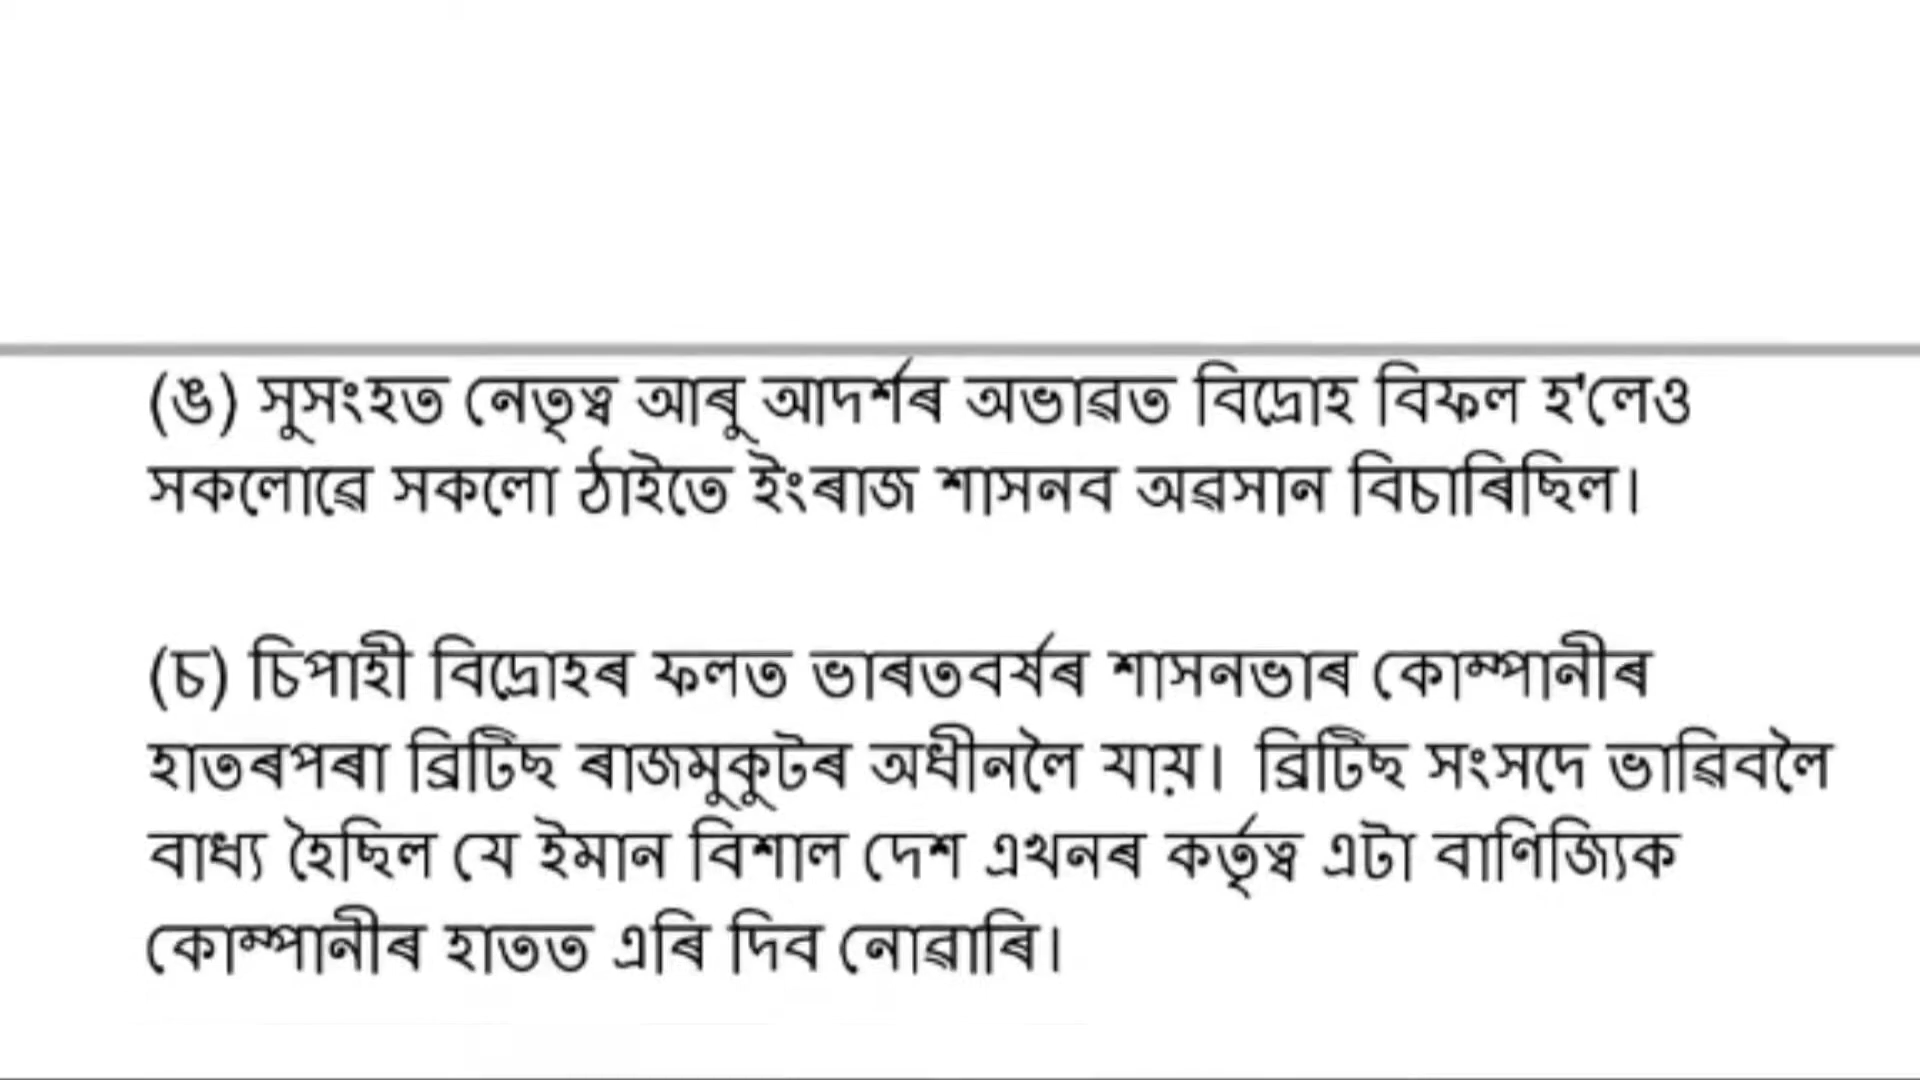 (ঙ) সুসংহত নেতৃত্ব আৰু আদৰ্শৰ অভাৱত বিদ্ৰোহ বিফল হ'লেও
সকলোৱে সকলো ঠাইতে ইংৰাজ শাসনব অৱসান বিচাৰিছিল।
(চ) চিপাহী বিদ্ৰোহৰ ফলত ভাৰতবৰ্ষৰ শাসনভাৰ কোম্পানীৰ
হাতৰপৰা ব্ৰিটিছ ৰাজমুকুটৰ অধীনলৈ যায়। ব্ৰিটিছ সংসদে ভাৱিবলৈ
বাধ্য হৈছিল যে ইমান বিশাল দেশ এখনৰ কৰ্তৃত্ব এটা বাণিজ্যিক
কোম্পানীৰ হাতত এৰি দিব নোৱাৰি।